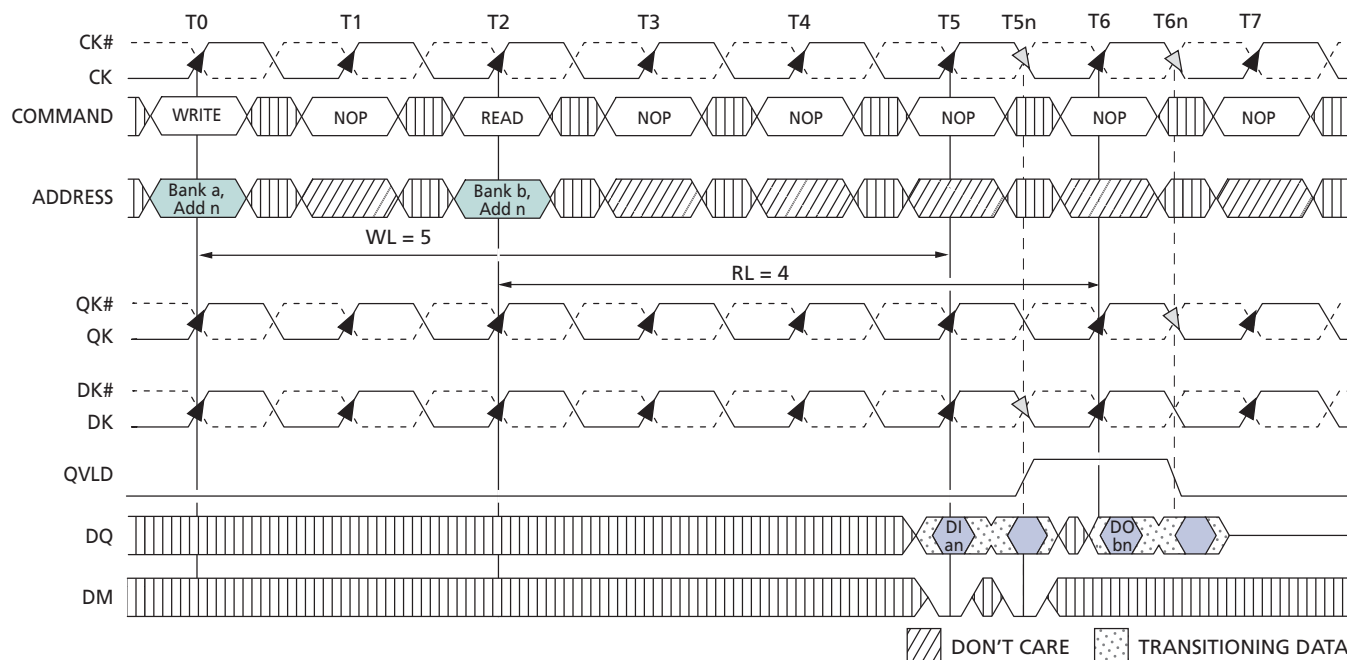 T0 T1 T2 T3 T4 T5 T5n T6 T6n T7
CK#
CK
COMMAND WRITE NOP READ NOP NOP NOP NOP NOP
ADDRESS Bank a, Add n Bank b, Add n
WL = 5
RL = 4
QK#
QK
DK#
DK
QVLD
DQ DI an DO bn
DM
DON'T CARE TRANSITIONING DATA